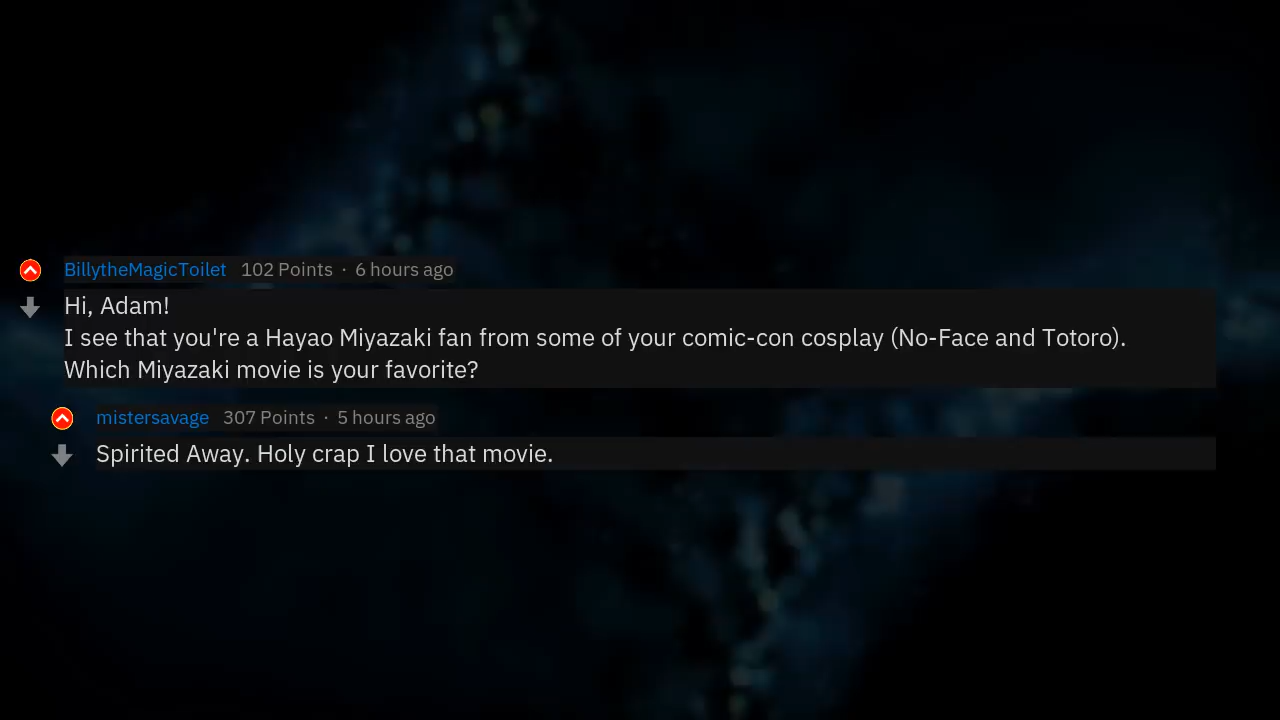 BillytheMagicToilet 102 Points · 6 hours ago
Hi, Adam!
I see that you're a Hayao Miyazaki fan from some of your comic-con cosplay (No-Face and Totoro).
Which Miyazaki movie is your favorite?
mistersavage 307 Points · 5 hours ago
Spirited Away. Holy crap I love that movie.